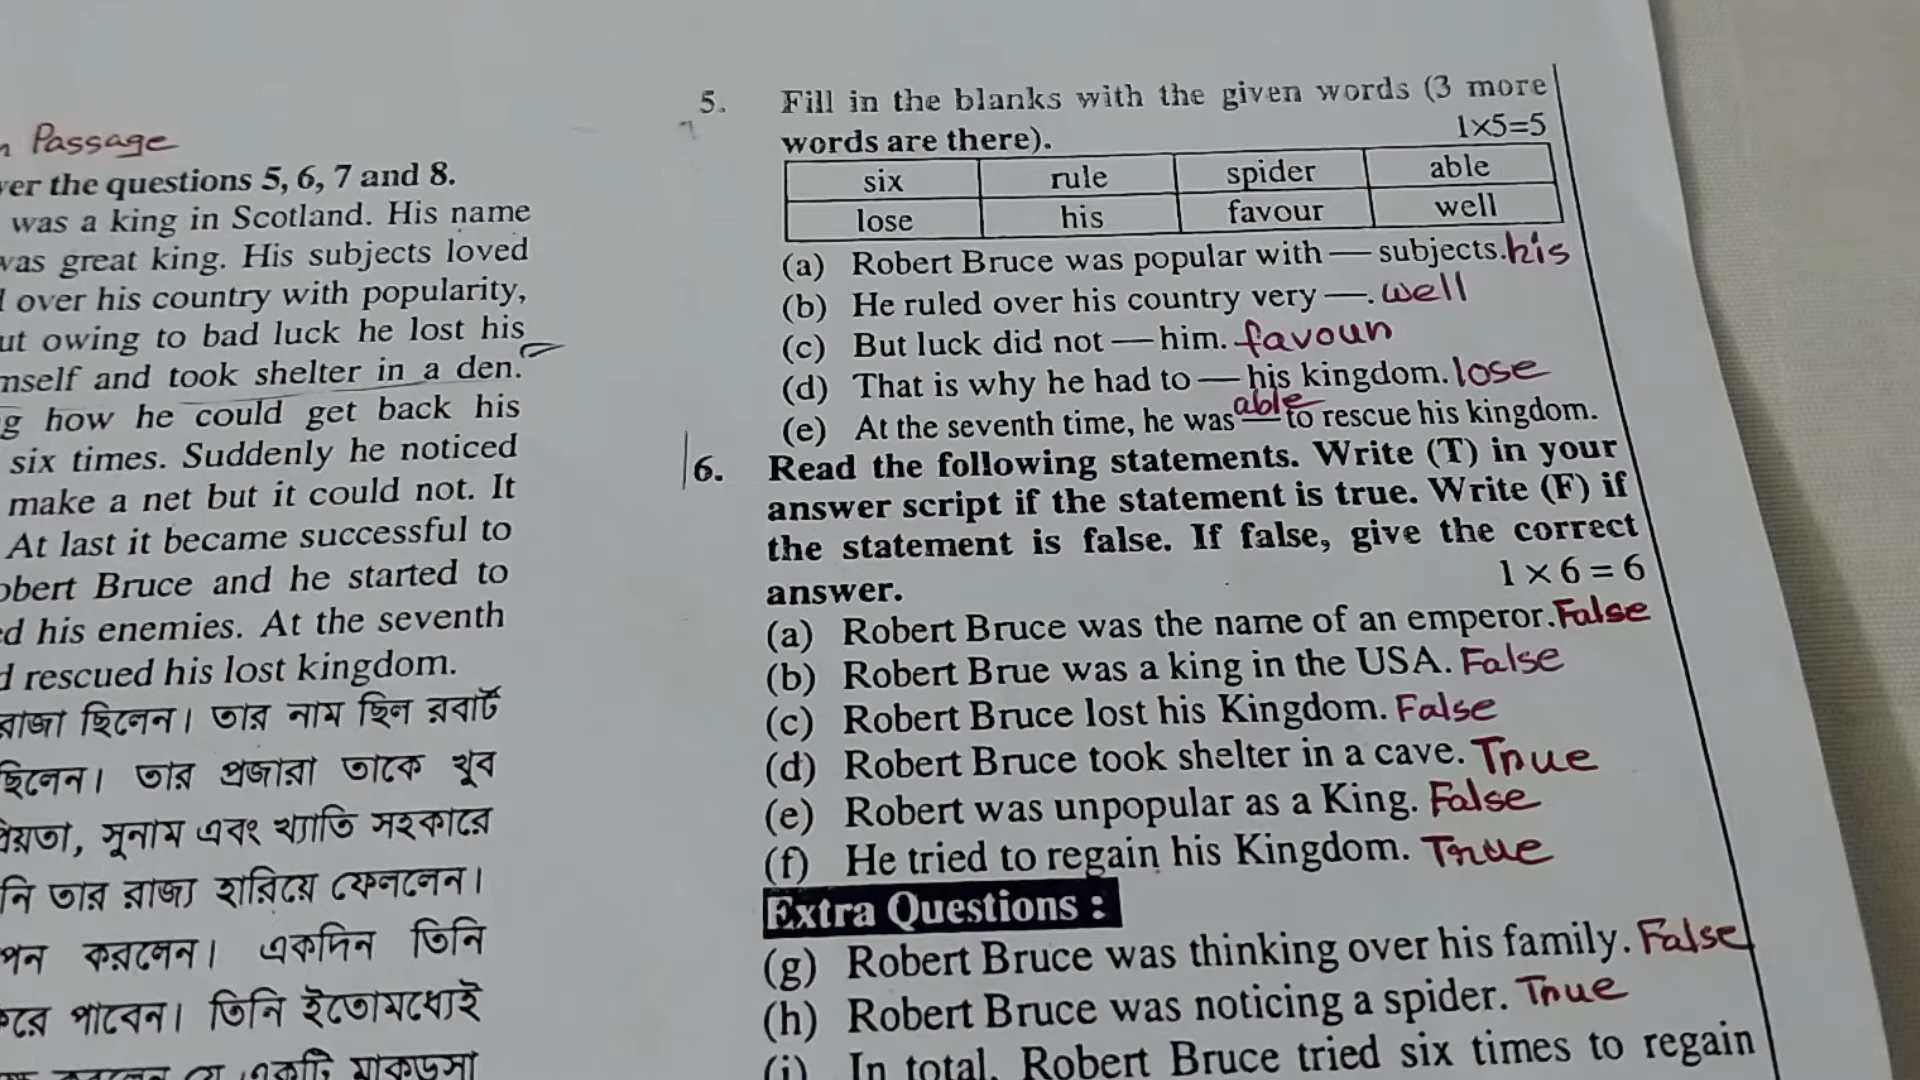 Passage
the questions 5, 6, 7 and 8.
was a king in Scotland. His name
was great king. His subjects loved
over his country with popularity,
owing to bad luck he lost his
and took shelter in a den.
how he could get back his
six times. Suddenly he noticed
make a net but it could not. It
At last it became successful to
Bruce and he started to
his enemies. At the seventh
rescued his lost kingdom.
ছিলেন। তার নাম ছিল রবার্ট
তার প্রজারা তাকে খুব
সুনাম এবং খ্যাতি সহকারে
তার রাজ্য হারিয়ে ফেললেন।
করলেন। একদিন তিনি
পাবেন। তিনি ইতোমধ্যেই
একটি মাকড়সা
5. Fill in the blanks with the given words (3 more
words are there). 1×5=5
six rule spider able
lose his favour well
(a) Robert Bruce was popular with — subjects. his
(b) He ruled over his country very —. well
(c) But luck did not — him. favour
(d) That is why he had to — his kingdom. lose
(e) At the seventh time, he was — able to rescue his kingdom.
6. Read the following statements. Write (T) in your
answer script if the statement is true. Write (F) if
the statement is false. If false, give the correct
answer. 1 × 6 = 6
(a) Robert Bruce was the name of an emperor. False
(b) Robert Brue was a king in the USA. False
(c) Robert Bruce lost his Kingdom. False
(d) Robert Bruce took shelter in a cave. True
(e) Robert was unpopular as a King. False
(f) He tried to regain his Kingdom. True
Extra Questions :
(g) Robert Bruce was thinking over his family. False
(h) Robert Bruce was noticing a spider. True
(i) In total, Robert Bruce tried six times to regain